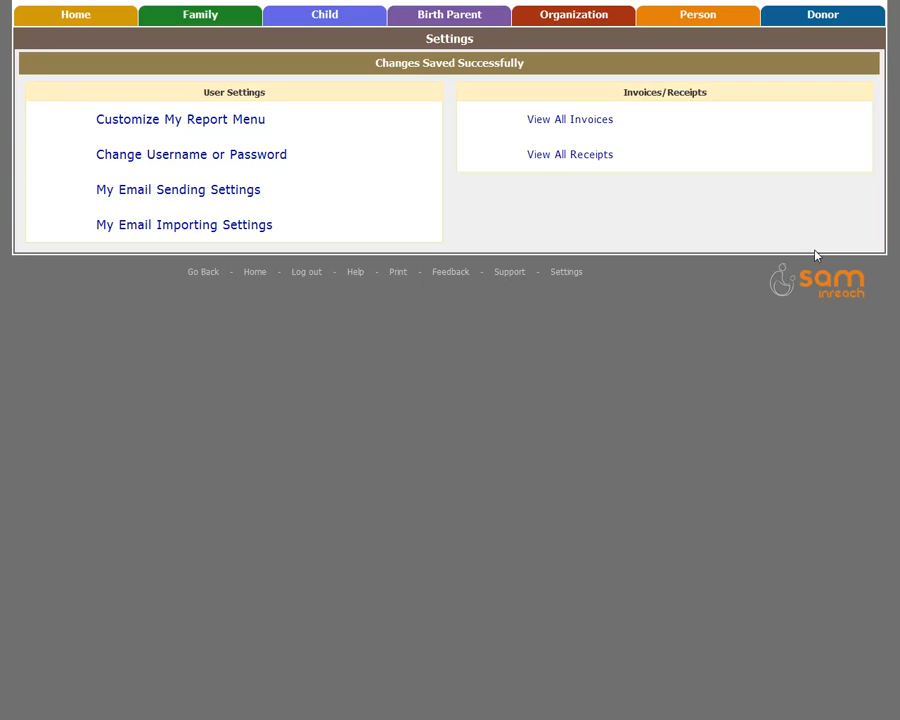 Home Family Child Birth Parent Organization Person Donor
Settings
Changes Saved Successfully
User Settings
Customize My Report Menu
Change Username or Password
My Email Sending Settings
My Email Importing Settings
Invoices/Receipts
View All Invoices
View All Receipts
Go Back - Home - Log out - Help - Print - Feedback - Support - Settings
sam
inreach